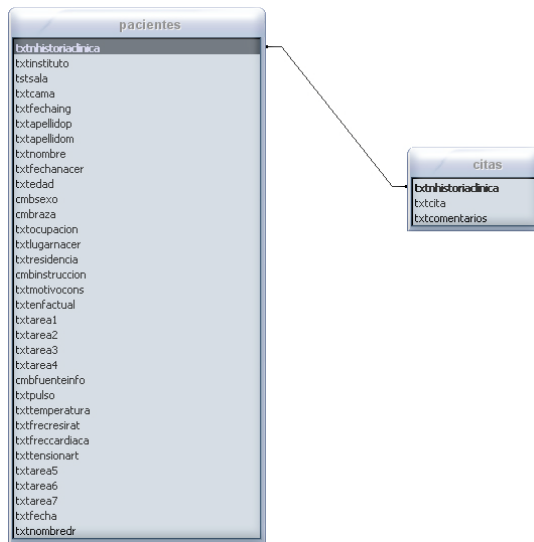 pacientes
txtnhistoriaclinica
txtinstituto
tstsala
txtcama
txtfechaing
txtapellidop
txtapellidom
txtnombre
txtfechanacer
txtedad
cmbsexo
cmbraza
txtocupacion
txtlugarnacer
txtresidencia
cmbinstruccion
txtmotivocons
txtenfactual
txtarea1
txtarea2
txtarea3
txtarea4
cmbfuenteinfo
txtpulso
txttemperatura
txtfrecresirat
txtfreccardiaca
txttensionart
txtarea5
txtarea6
txtarea7
txtfecha
txtnombredr
citas
txtnhistoriaclinica
txtcita
txtcomentarios